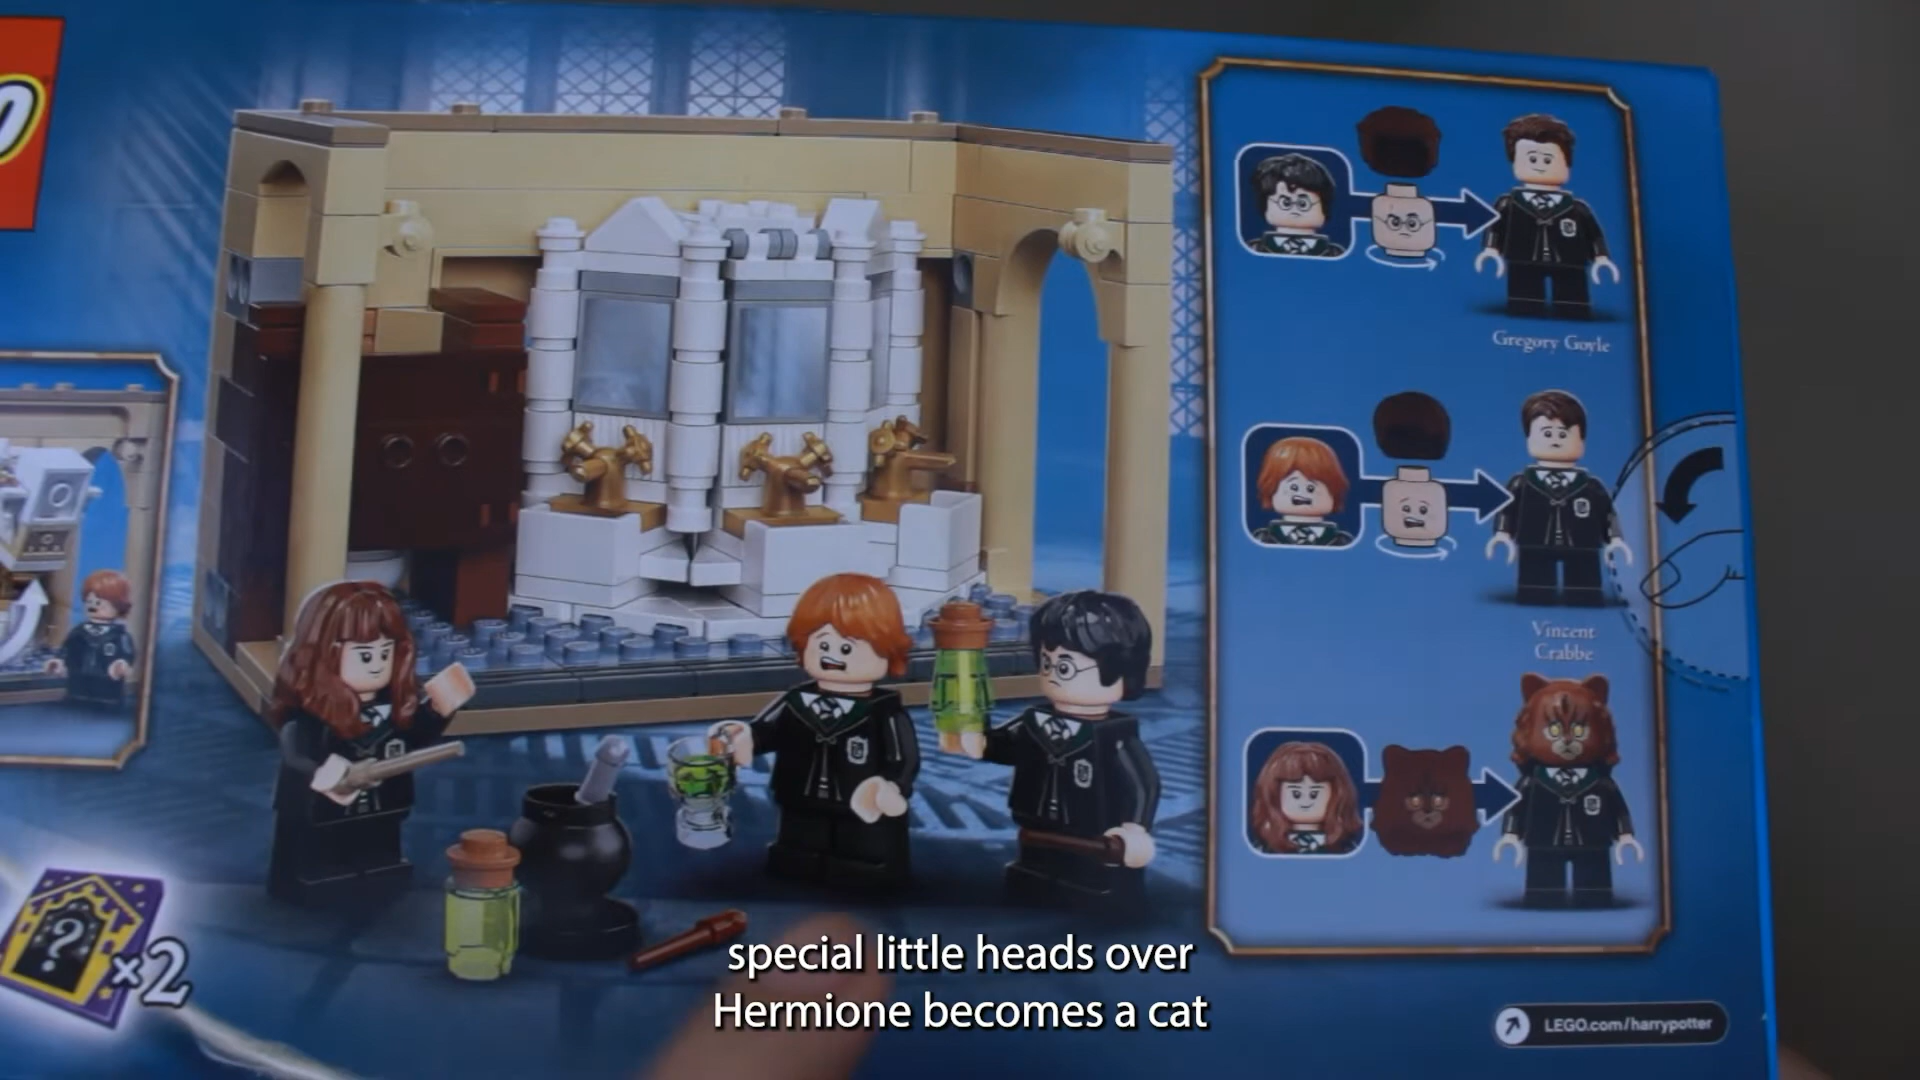 Gregory Goyle
Vincent
Crabbe
?
×2
special little heads over
Hermione becomes a cat
LEGO.com/harrypotter